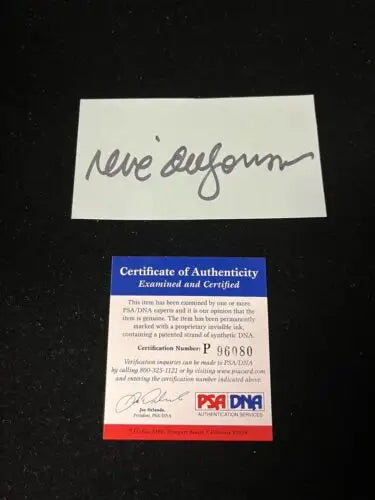 René Auberjonois
Certificate of Authenticity
Examined and Certified
This item has been examined by one or more
PSA/DNA experts and it is our opinion that the
item is genuine. The item has been permanently
marked with a proprietary invisible ink,
containing a patented strand of synthetic DNA.
Certification Number: P 96080
Verification inquiries can be made to PSA/DNA
by calling 800-325-1121 or by visiting www.psacard.com
and entering the certification number indicated above.
Joe Orlando,
President, PSA/DNA
PSA DNA
AUTHENTICATION SERVICES